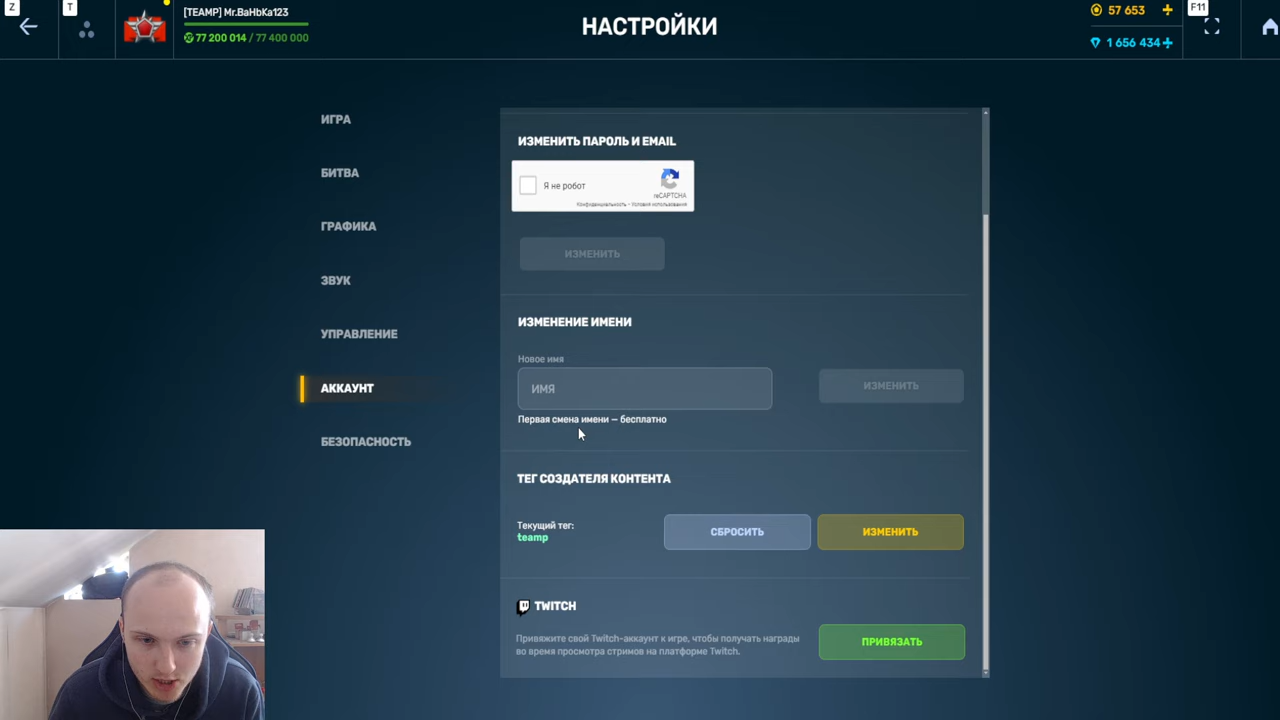 Z
T
[TEAMP] Mr.BaHbKa123
77 200 014 / 77 400 000
НАСТРОЙКИ
57 653 +
1 656 434 +
F11
ИГРА
БИТВА
ГРАФИКА
ЗВУК
УПРАВЛЕНИЕ
АККАУНТ
БЕЗОПАСНОСТЬ
ИЗМЕНИТЬ ПАРОЛЬ И EMAIL
Я не робот
reCAPTCHA
Конфиденциальность - Условия использования
ИЗМЕНИТЬ
ИЗМЕНЕНИЕ ИМЕНИ
Новое имя
ИМЯ
ИЗМЕНИТЬ
Первая смена имени — бесплатно
ТЕГ СОЗДАТЕЛЯ КОНТЕНТА
Текущий тег:
teamp
СБРОСИТЬ
ИЗМЕНИТЬ
TWITCH
Привяжите свой Twitch-аккаунт к игре, чтобы получать награды
во время просмотра стримов на платформе Twitch.
ПРИВЯЗАТЬ